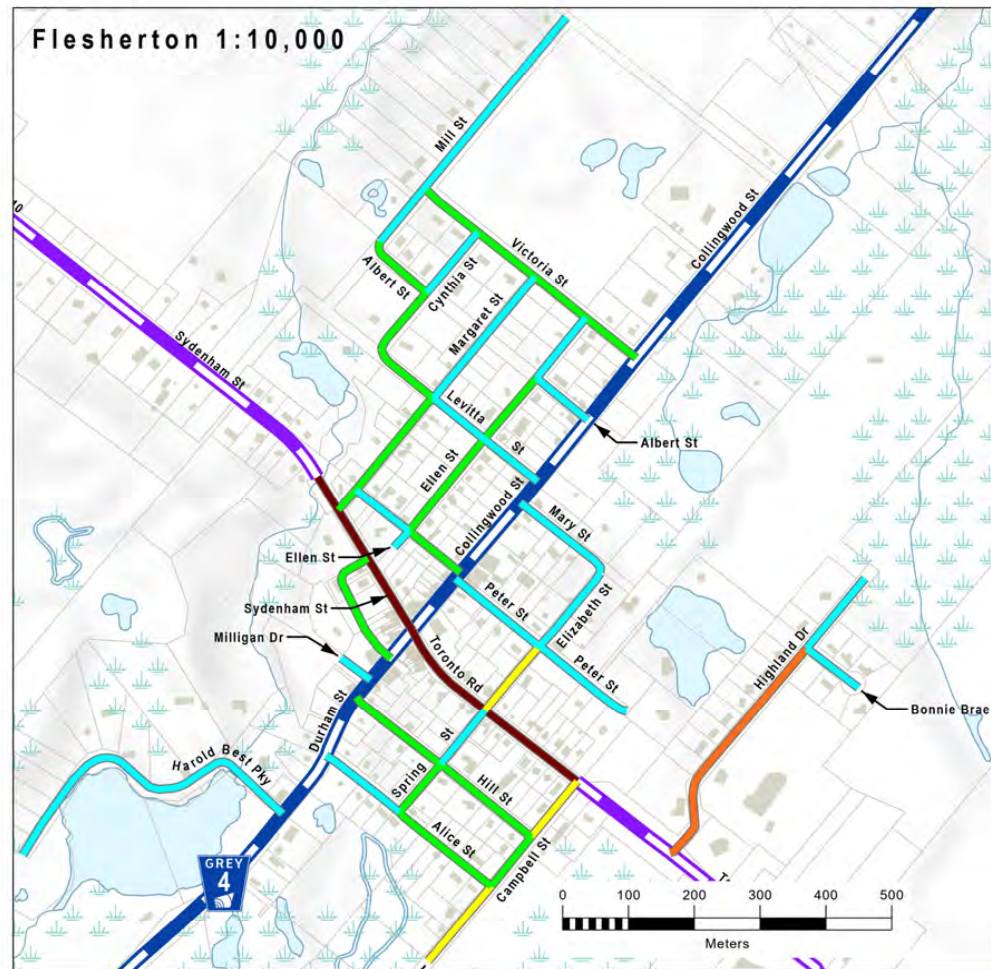 Flesherton 1:10,000
Mill St
Collingwood St
10
Victoria St
Albert St
Cynthia St
Margaret St
Sydenham St
Levitta
St
Albert St
Ellen St
Collingwood St
Mary St
Ellen St
Elizabeth St
Peter St
Sydenham St
Milligan Dr
Toronto Rd
Peter St
Highland Dr
Bonnie Brae
Durham St
St
Harold Best Pky
Spring
Hill St
Alice St
Campbell St
GREY
4
0 100 200 300 400 500
Meters